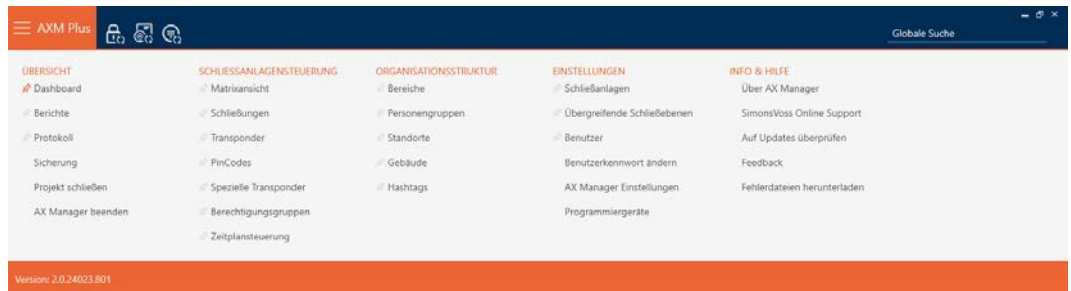 AXM Plus
Globale Suche
ÜBERSICHT
Dashboard
Berichte
Protokoll
Sicherung
Projekt schließen
AX Manager beenden
SCHLIESSANLAGENSTEUERUNG
Matrixansicht
Schließungen
Transponder
PinCodes
Spezielle Transponder
Berechtigungsgruppen
Zeitplansteuerung
ORGANISATIONSSTRUKTUR
Bereiche
Personengruppen
Standorte
Gebäude
Hashtags
EINSTELLUNGEN
Schließanlagen
Übergreifende Schließebenen
Benutzer
Benutzerkennwort ändern
AX Manager Einstellungen
Programmiergeräte
INFO & HILFE
Über AX Manager
SimonsVoss Online Support
Auf Updates überprüfen
Feedback
Fehlerdateien herunterladen
Version: 2.0.24023.801